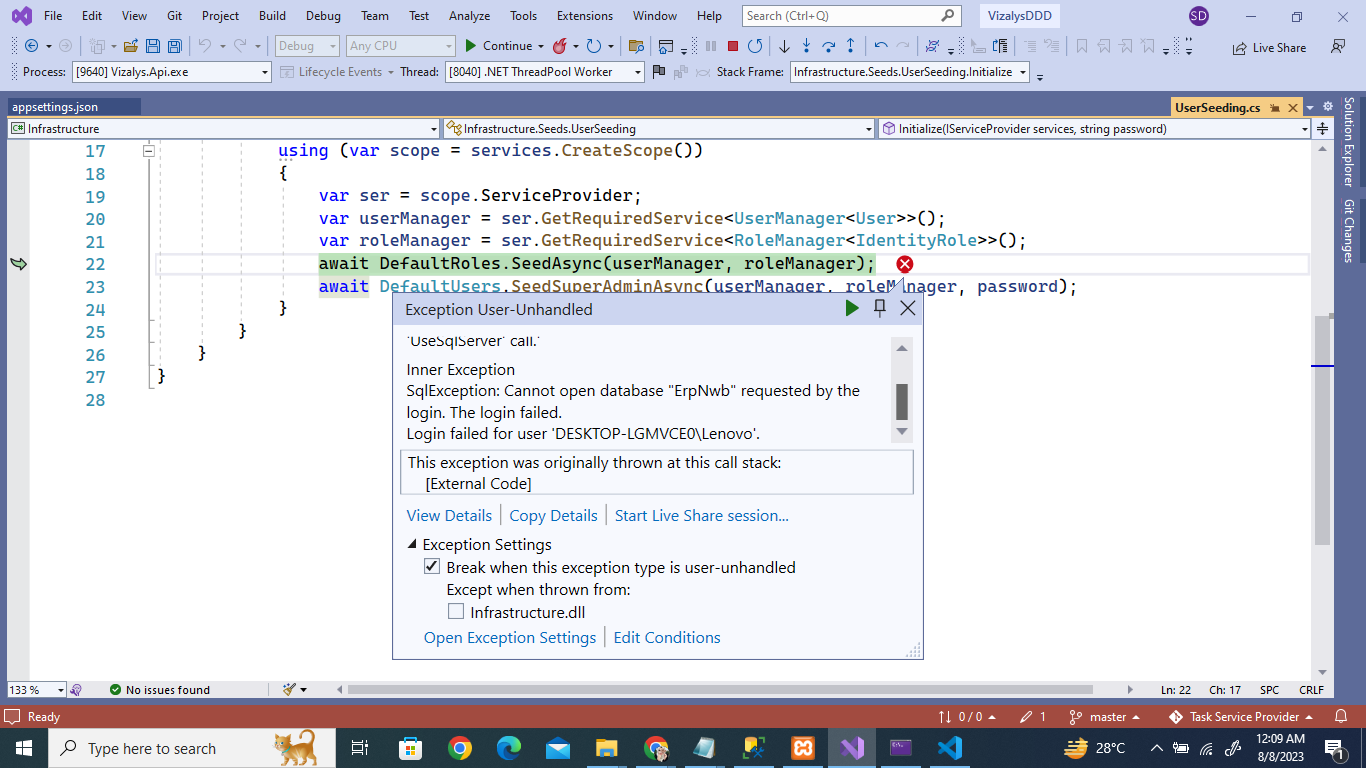 File Edit View Git Project Build Debug Team Test Analyze Tools Extensions Window Help Search (Ctrl+Q) VizalysDDD SD
Debug Any CPU Continue Live Share
Process: [9640] Vizalys.Api.exe Lifecycle Events Thread: [8040] .NET ThreadPool Worker Stack Frame: Infrastructure.Seeds.UserSeeding.Initialize
appsettings.json UserSeeding.cs
Infrastructure Infrastructure.Seeds.UserSeeding Initialize(IServiceProvider services, string password)
Solution Explorer
Git Changes
17 using (var scope = services.CreateScope())
18 {
19 var ser = scope.ServiceProvider;
20 var userManager = ser.GetRequiredService<UserManager<User>>();
21 var roleManager = ser.GetRequiredService<RoleManager<IdentityRole>>();
22 await DefaultRoles.SeedAsync(userManager, roleManager);
23 await DefaultUsers.SeedSuperAdminAsync(userManager, roleManager, password);
24 }
25 }
26 }
27 }
28
Exception User-Unhandled
'UseSqlServer' call.'
Inner Exception
SqlException: Cannot open database "ErpNwb" requested by the
login. The login failed.
Login failed for user 'DESKTOP-LGMVCE0\Lenovo'.
This exception was originally thrown at this call stack:
[External Code]
View Details Copy Details Start Live Share session...
Exception Settings
Break when this exception type is user-unhandled
Except when thrown from:
Infrastructure.dll
Open Exception Settings Edit Conditions
133 % No issues found Ln: 22 Ch: 17 SPC CRLF
Ready 0 / 0 1 master Task Service Provider
Type here to search 28°C 12:09 AM
8/8/2023 1